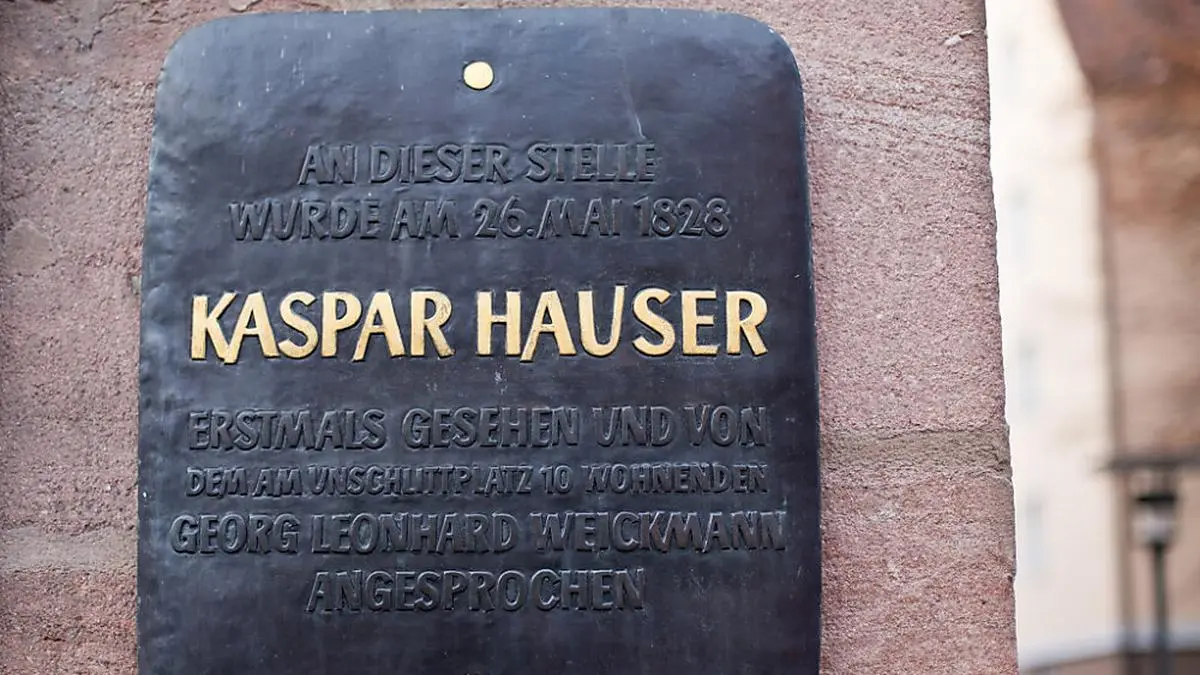 AN DIESER STELLE
WURDE AM 26. MAI 1828
KASPAR HAUSER
ERSTMALS GESEHEN UND VON
DEM AM UNSCHLITTPLATZ 10 WOHNENDEN
GEORG LEONHARD WEICKMANN
ANGESPROCHEN